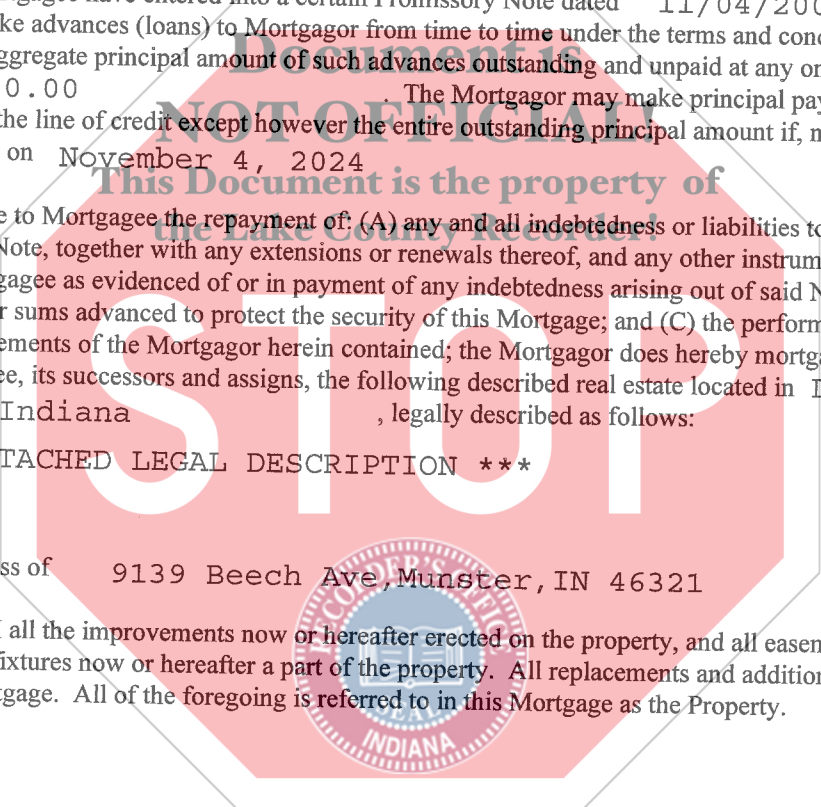 have entered into a certain Promissory Note dated 11/04/200
ke advances (loans) to Mortgagor from time to time under the terms and cond
ggregate principal amount of such advances outstanding and unpaid at any on
Document is
0.00 . The Mortgagor may make principal pay
NOT OFFICIAL!
the line of credit except however the entire outstanding principal amount if, n
on November 4, 2024
This Document is the property of
e to Mortgagee the repayment of: (A) any and all indebtedness or liabilities to
the Lake County Recorder!
Note, together with any extensions or renewals thereof, and any other instrum
gagee as evidenced of or in payment of any indebtedness arising out of said N
r sums advanced to protect the security of this Mortgage; and (C) the perform
ements of the Mortgagor herein contained; the Mortgagor does hereby mortga
ee, its successors and assigns, the following described real estate located in
Indiana , legally described as follows:
STOP
TACHED LEGAL DESCRIPTION ***
ss of 9139 Beech Ave,Munster,IN 46321
RECORDER'S OFFIC
all the improvements now or hereafter erected on the property, and all easem
ixtures now or hereafter a part of the property. All replacements and addition
tgage. All of the foregoing is referred to in this Mortgage as the Property.
SEAL
INDIANA